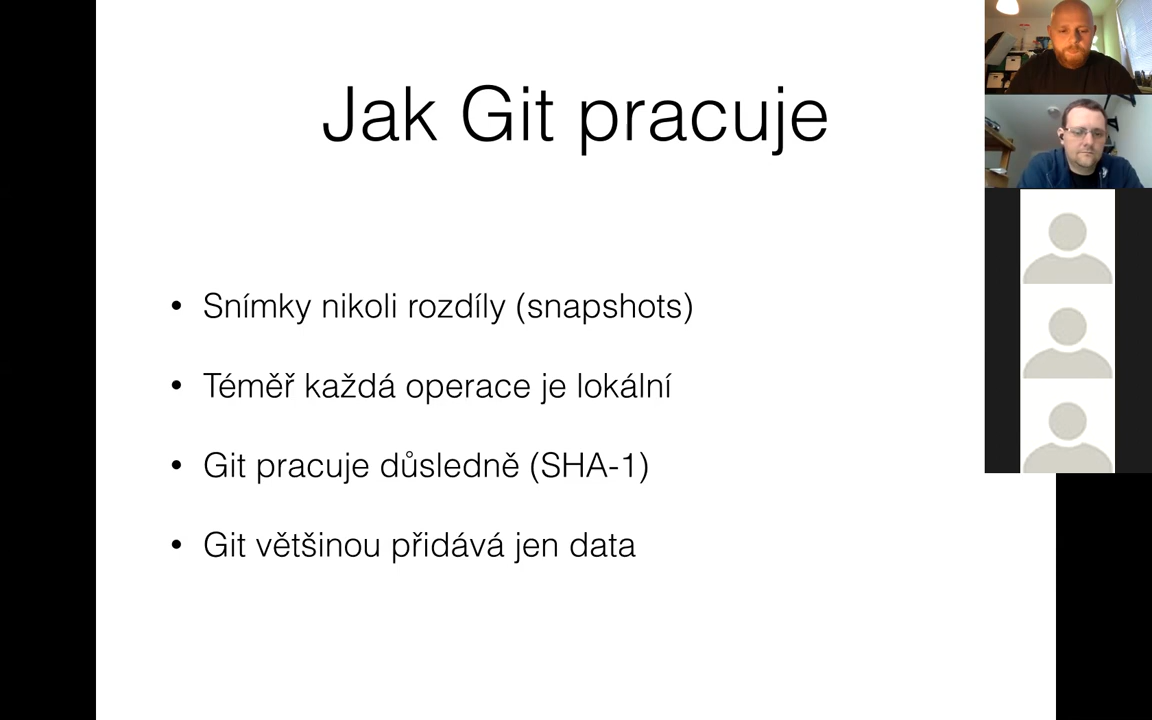 Jak Git pracuje
• Snímky nikoli rozdíly (snapshots)
• Téměř každá operace je lokální
• Git pracuje důsledně (SHA-1)
• Git většinou přidává jen data